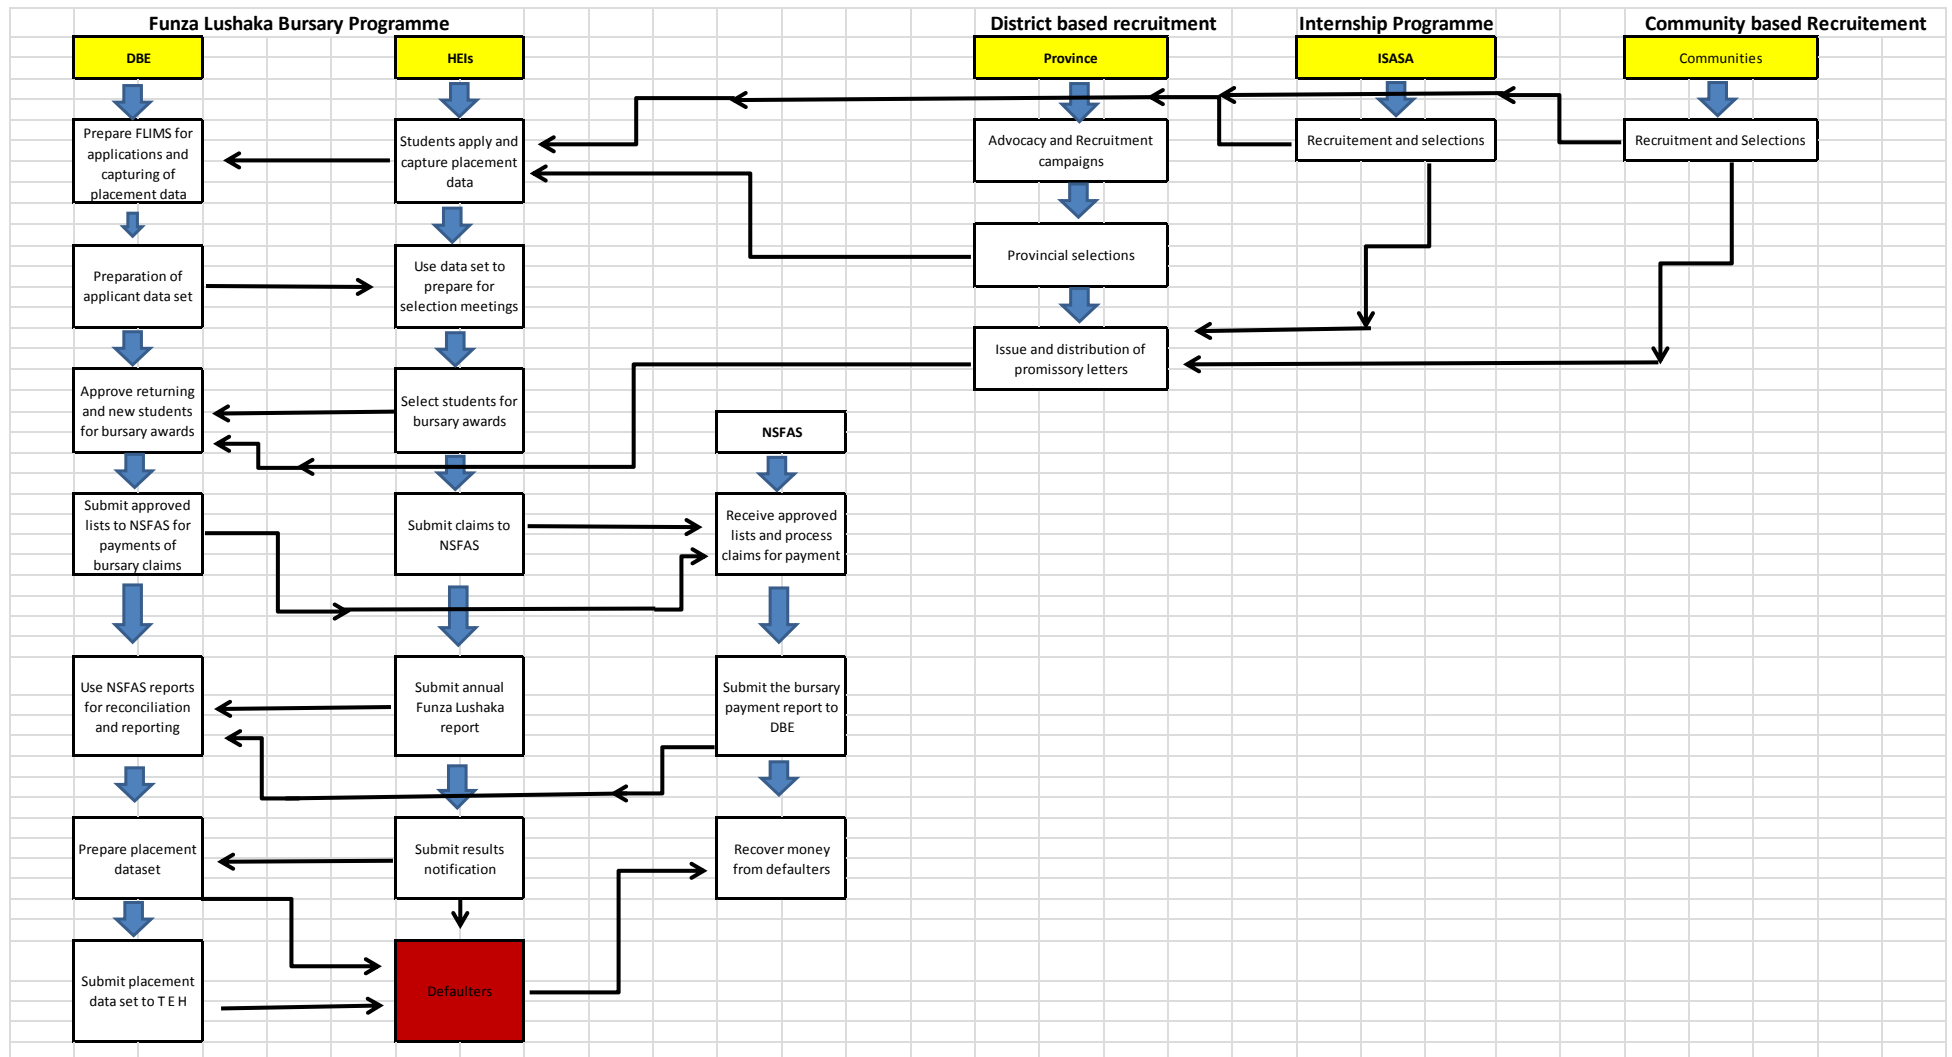 Funza Lushaka Bursary Programme
District based recruitment
Internship Programme
Community based Recruitement
DBE
HEIs
Province
ISASA
Communities
Prepare FLIMS for
applications and
capturing of
placement data
Students apply and
capture placement
data
Advocacy and Recruitment
campaigns
Recruitement and selections
Recruitment and Selections
Preparation of
applicant data set
Use data set to
prepare for
selection meetings
Provincial selections
Issue and distribution of
promissory letters
Approve returning
and new students
for bursary awards
Select students for
bursary awards
NSFAS
Submit approved
lists to NSFAS for
payments of
bursary claims
Submit claims to
NSFAS
Receive approved
lists and process
claims for payment
Use NSFAS reports
for reconciliation
and reporting
Submit annual
Funza Lushaka
report
Submit the bursary
payment report to
DBE
Prepare placement
dataset
Submit results
notification
Recover money
from defaulters
Submit placement
data set to T E H
Defaulters